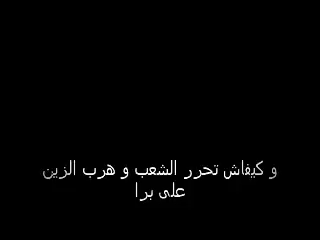 و كيفاش تحرر الشعب و هرب الزين
على برا